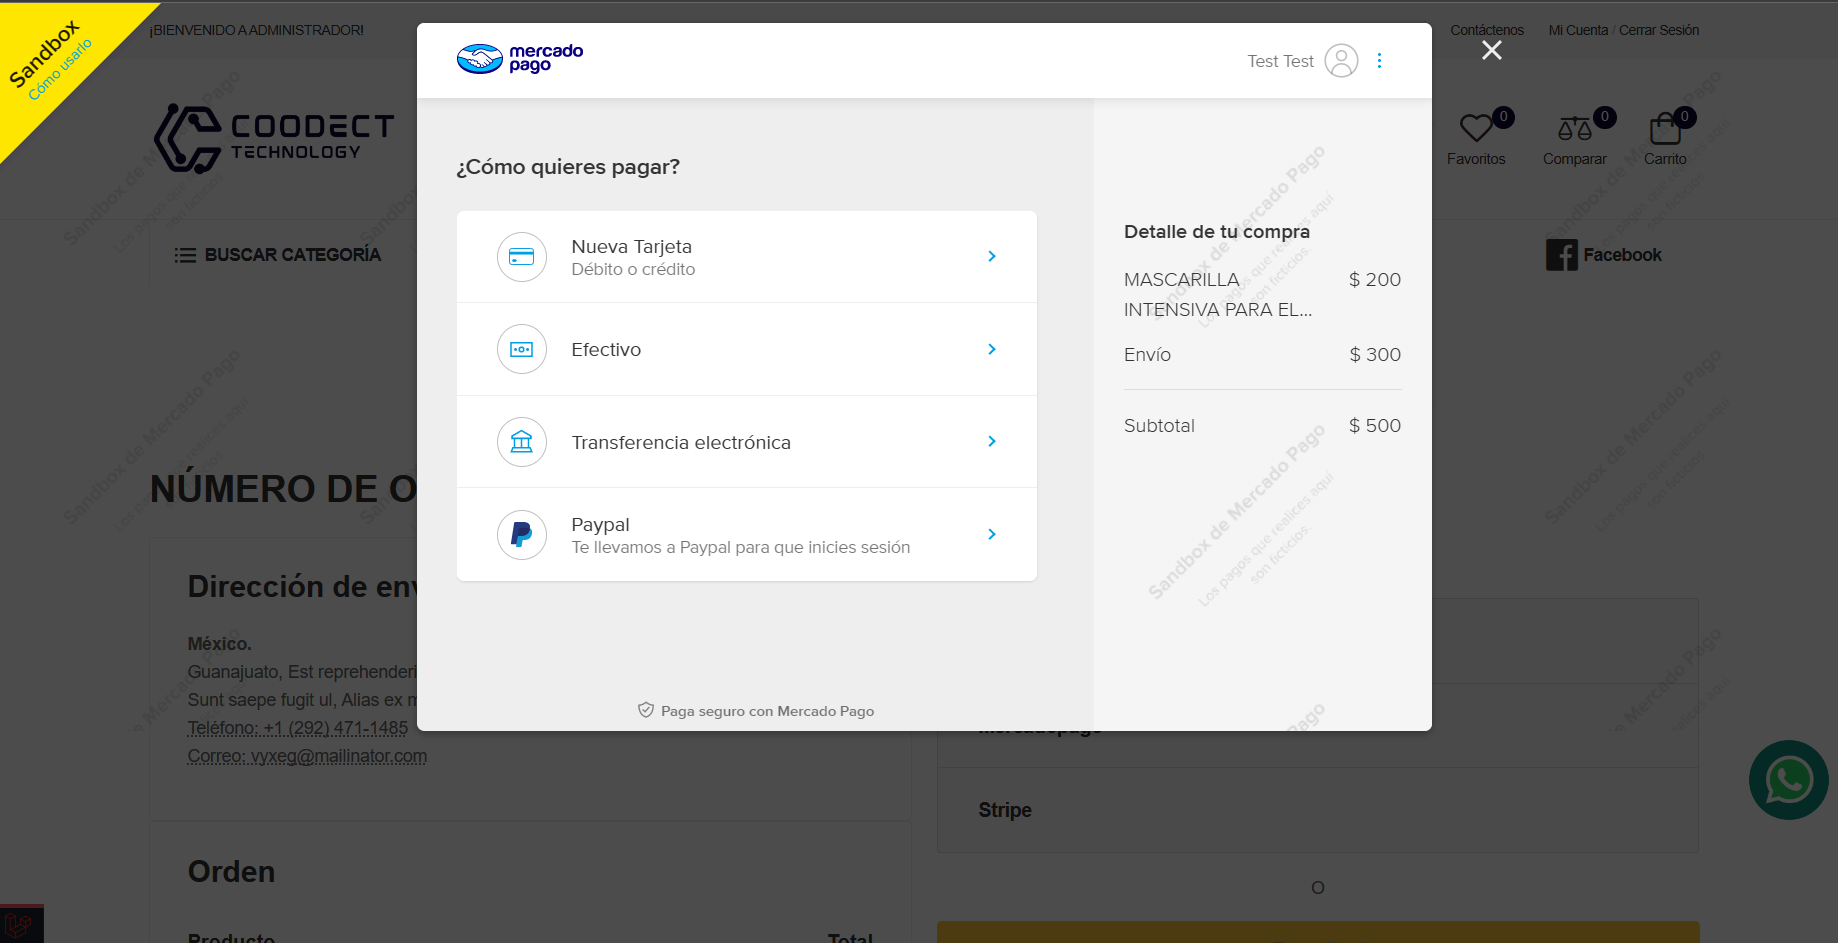 Sandbox
Cómo usarlo
¡BIENVENIDO A ADMINISTRADOR!
Contáctenos
Mi Cuenta / Cerrar Sesión
COODECT
TECHNOLOGY
0
Favoritos
0
Comparar
0
Carrito
BUSCAR CATEGORÍA
Facebook
mercado
pago
Test Test
¿Cómo quieres pagar?
Nueva Tarjeta
Débito o crédito
Efectivo
Transferencia electrónica
Paypal
Te llevamos a Paypal para que inicies sesión
Paga seguro con Mercado Pago
Detalle de tu compra
MASCARILLA
INTENSIVA PARA EL...
$ 200
Envío
$ 300
Subtotal
$ 500
Sandbox de Mercado Pago
Los pagos que realices aquí
son ficticios.
NÚMERO DE O
Dirección de env
México.
Guanajuato, Est reprehenderi
Sunt saepe fugit ul, Alias ex m
Teléfono: +1 (292) 471-1485
Correo: vyxeg@mailinator.com
Orden
Producto
Total
Mercadopago
Stripe
O